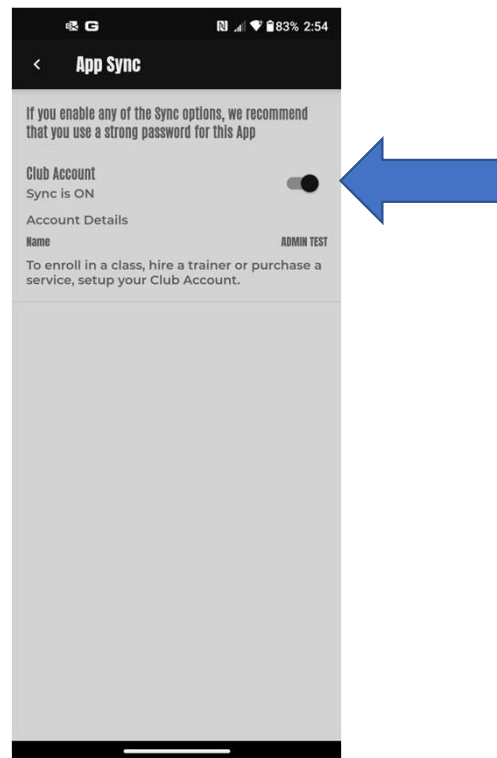 83% 2:54
App Sync
If you enable any of the Sync options, we recommend
that you use a strong password for this App
Club Account
Sync is ON
Account Details
Name ADMIN TEST
To enroll in a class, hire a trainer or purchase a
service, setup your Club Account.